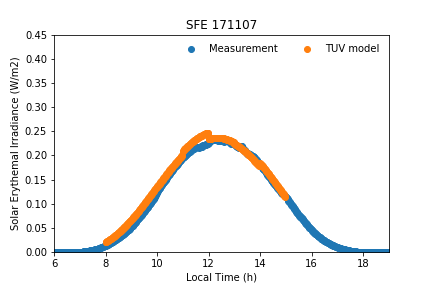 SFE 171107
Measurement
TUV model
Solar Erythemal Irradiance (W/m2)
0.45
0.40
0.35
0.30
0.25
0.20
0.15
0.10
0.05
0.00
6 8 10 12 14 16 18
Local Time (h)